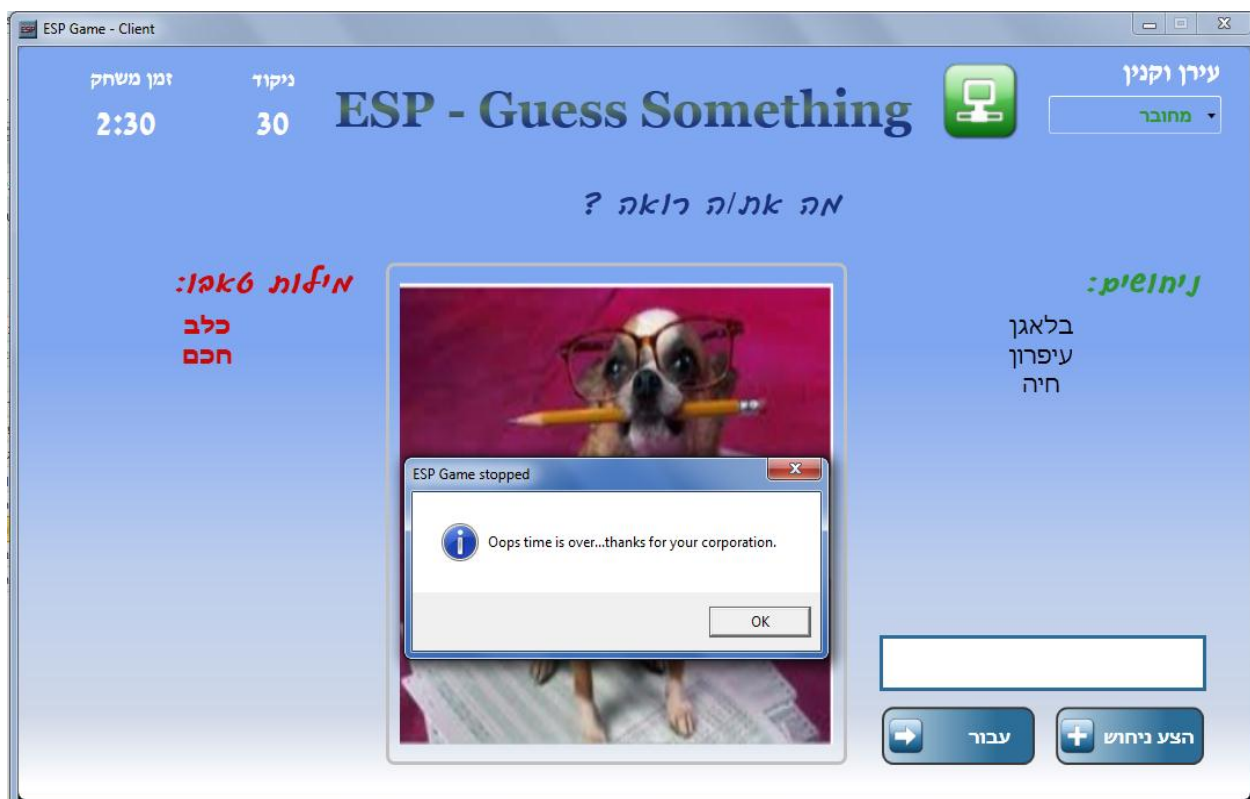 ESP Game - Client
עירן וקנין
מחובר
ESP - Guess Something
ניקוד
30
זמן משחק
2:30
מה את/ה רואה ?
ניחושים:
בלאגן
עיפרון
חיה
מילות טאבו:
כלב
חכם
ESP Game stopped
Oops time is over...thanks for your corporation.
OK
הצע ניחוש
עבור